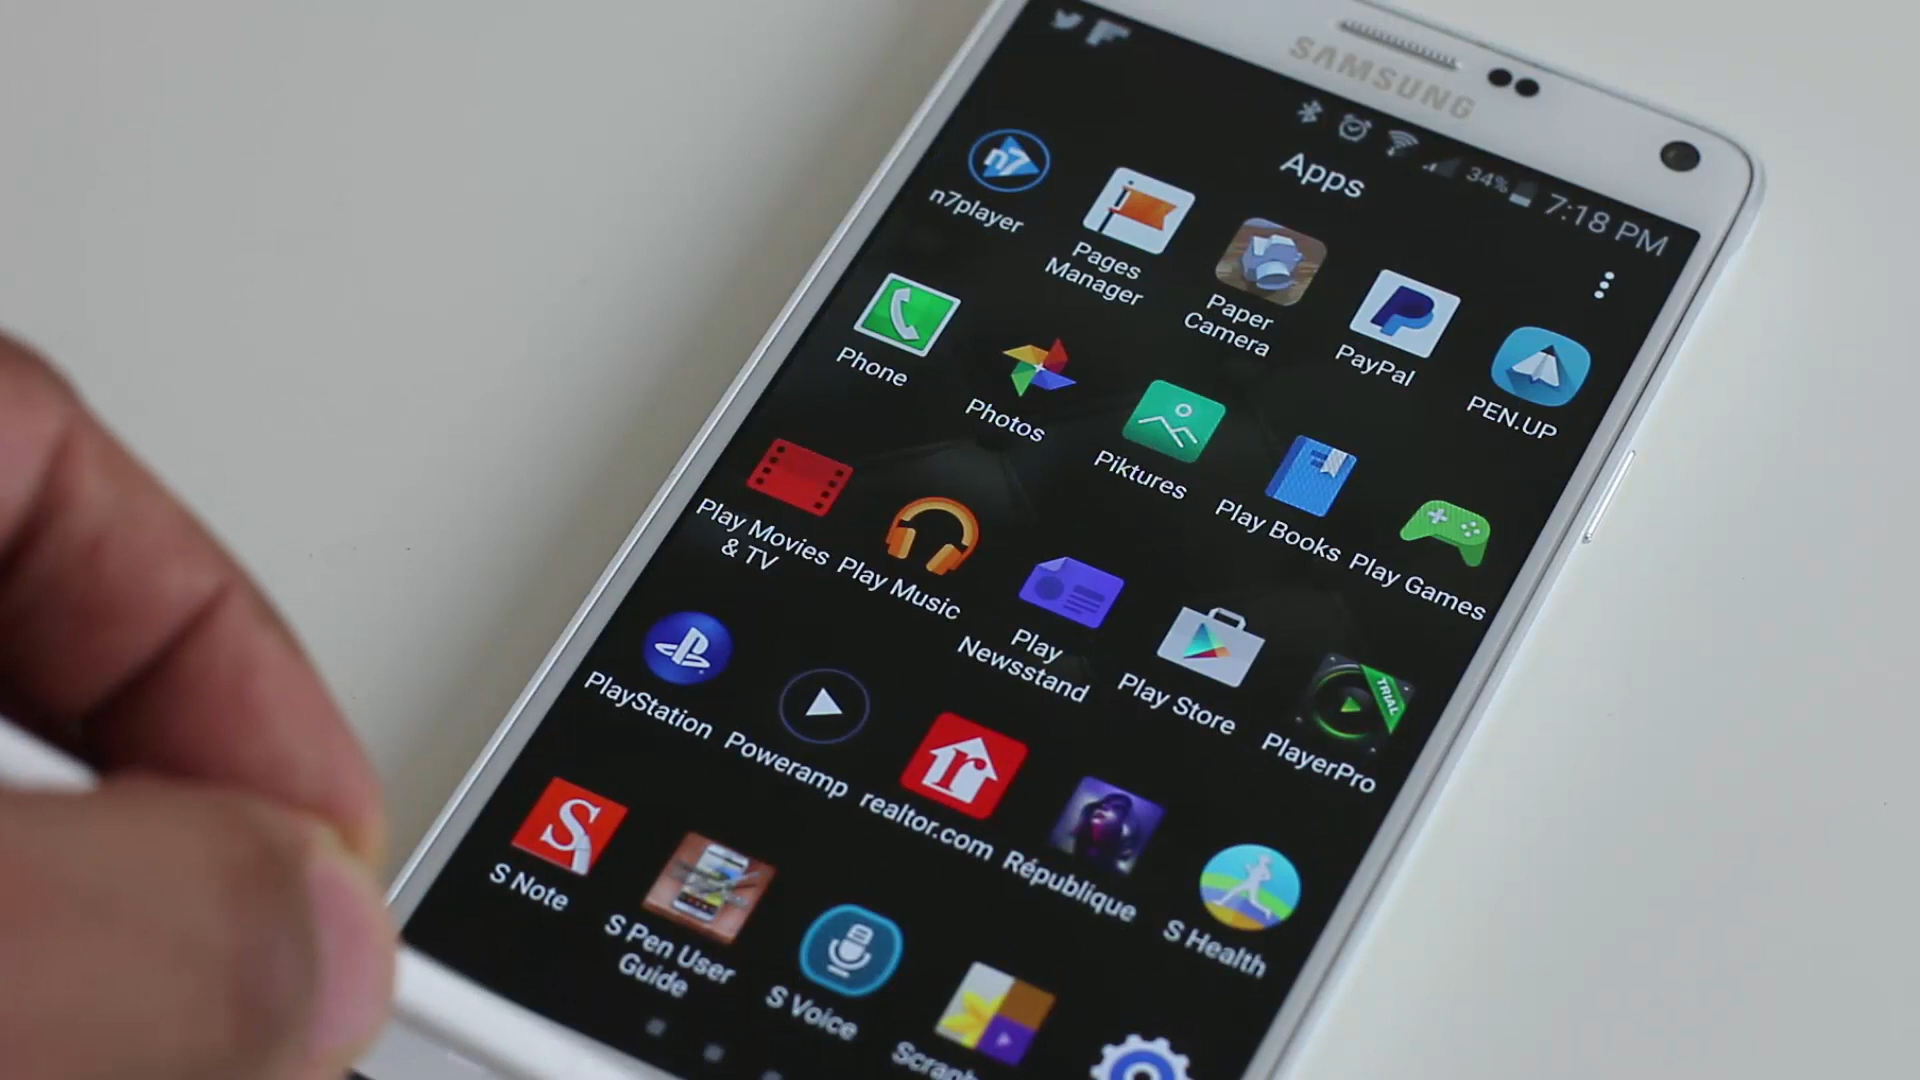 SAMSUNG
34% 7:18 PM
Apps
n7
n7player
Pages
Manager
Paper
Camera
PayPal
PEN.UP
Phone
Photos
Piktures
Play Books
Play Games
Play Movies
& TV
Play Music
Play
Newsstand
Play Store
TRIAL
PlayerPro
PlayStation
Poweramp
r
realtor.com
République
S Health
S
S Note
S Pen User
Guide
S Voice